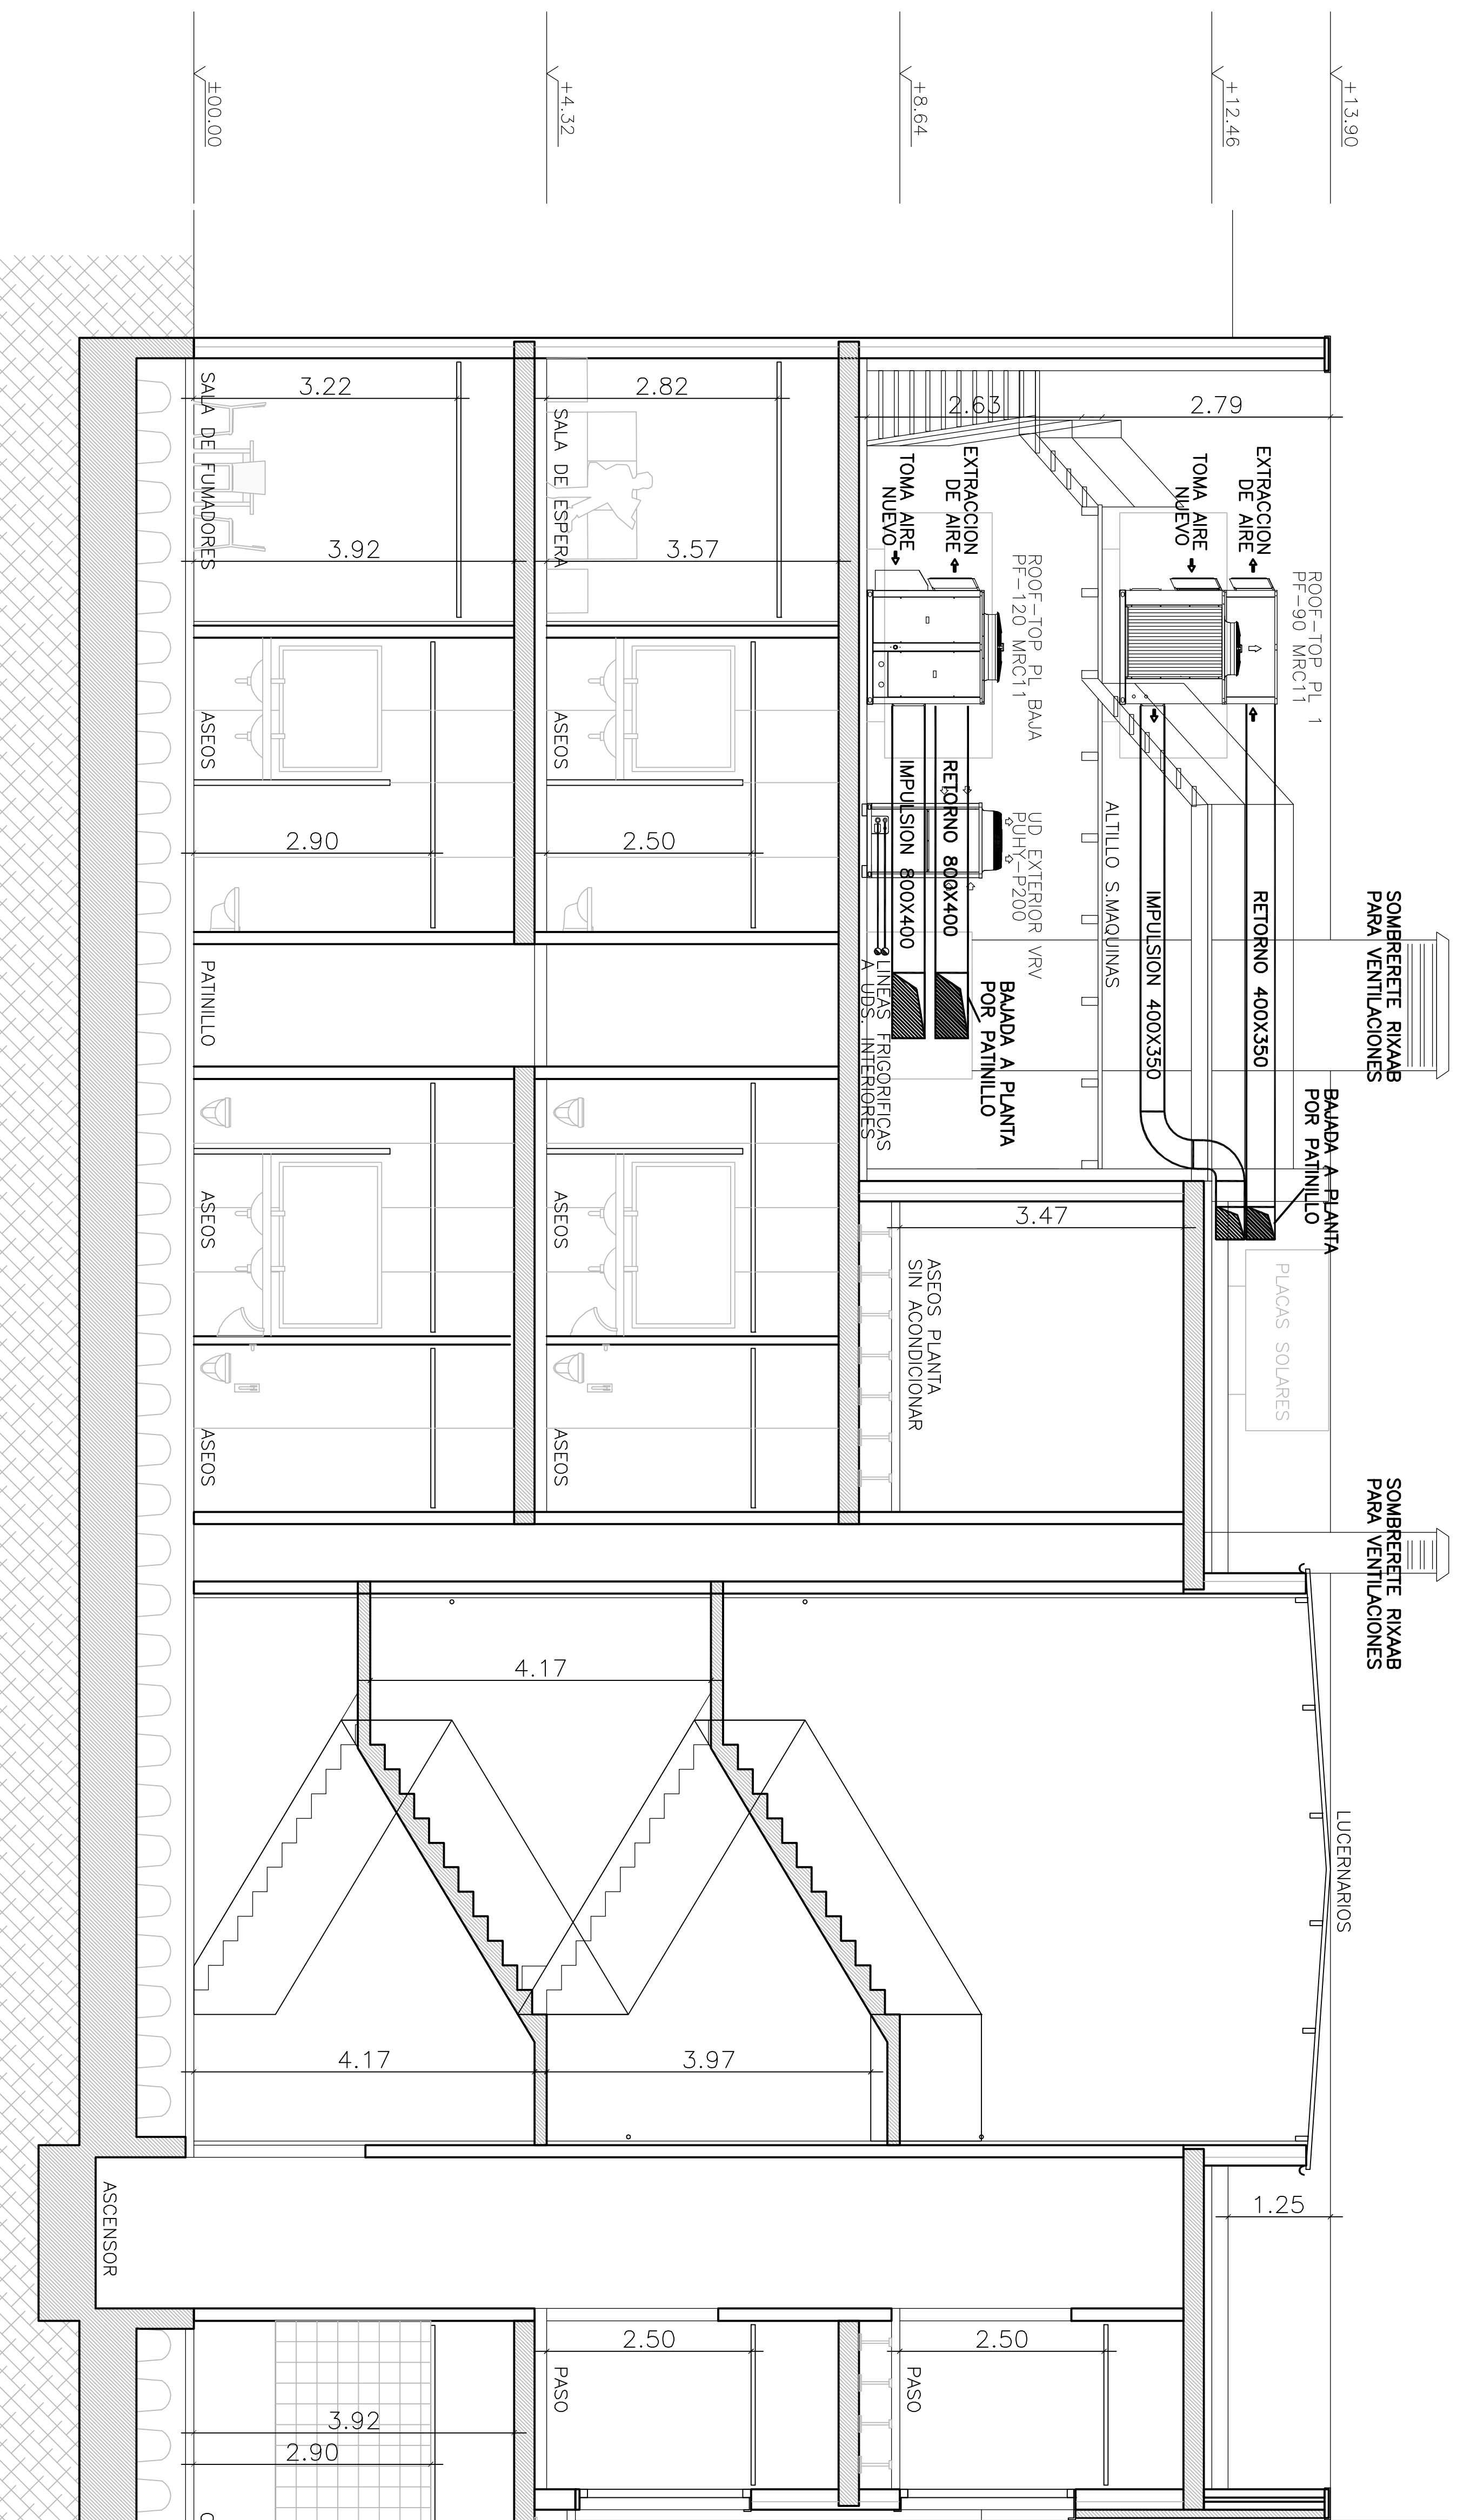 +13.90
+12.46
+8.64
+4.32
±00.00
SOMBRERETE RIXAAB
PARA VENTILACIONES
SOMBRERETE RIXAAB
PARA VENTILACIONES
LUCERNARIOS
BAJADA A PLANTA
POR PATINILLO
ROOF-TOP PL 1
PF-90 MRC11
EXTRACCION
DE AIRE
TOMA AIRE
NUEVO
RETORNO 400X350
IMPULSION 400X350
PLACAS SOLARES
2.79
1.25
ALTILLO S.MAQUINAS
ROOF-TOP PL BAJA
PF-120 MRC11
UD EXTERIOR VRV
PUHY-P200
BAJADA A PLANTA
POR PATINILLO
EXTRACCION
DE AIRE
TOMA AIRE
NUEVO
RETORNO 800X400
IMPULSION 800X400
LINEAS FRIGORIFICAS
A UDS. INTERIORES
2.63
3.47
ASEOS PLANTA
SIN ACONDICIONAR
2.50
PASO
2.82
3.57
2.50
SALA DE ESPERA
ASEOS
ASEOS
ASEOS
4.17
3.97
2.50
PASO
3.22
3.92
2.90
SALA DE FUMADORES
ASEOS
PATINILLO
ASEOS
ASEOS
4.17
3.92
2.90
ASCENSOR